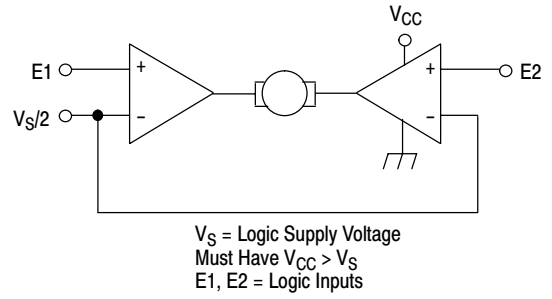 V_CC
E1
+
−
V_S/2
+
−
E2
V_S = Logic Supply Voltage
Must Have V_CC > V_S
E1, E2 = Logic Inputs